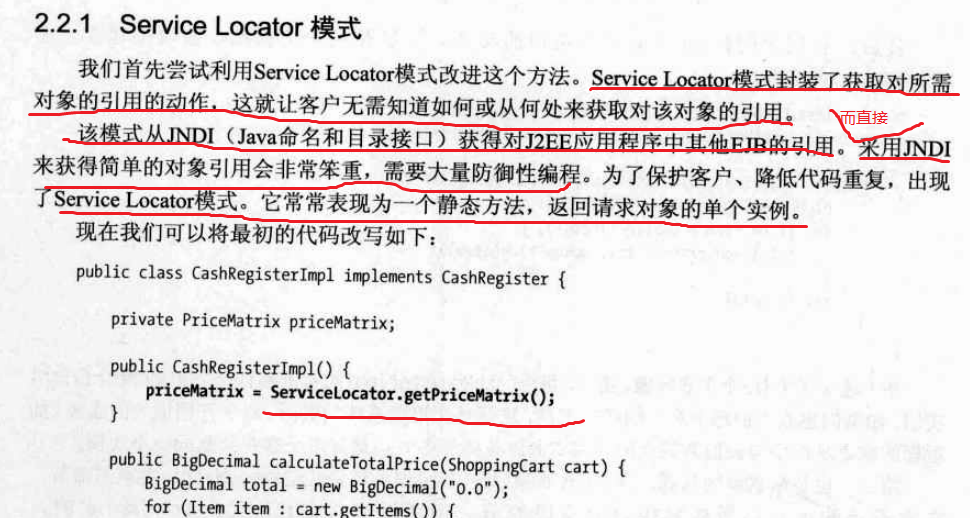 2.2.1 Service Locator 模式
我们首先尝试利用Service Locator模式改进这个方法。Service Locator模式封装了获取对所需
对象的引用的动作，这就让客户无需知道如何或从何处来获取对该对象的引用。
而直接
该模式从JNDI（Java命名和目录接口）获得对J2EE应用程序中其他EJB的引用。采用JNDI
来获得简单的对象引用会非常笨重，需要大量防御性编程。为了保护客户、降低代码重复，出现
了Service Locator模式。它常常表现为一个静态方法，返回请求对象的单个实例。
现在我们可以将最初的代码改写如下：
public class CashRegisterImpl implements CashRegister {
private PriceMatrix priceMatrix;
public CashRegisterImpl() {
priceMatrix = ServiceLocator.getPriceMatrix();
}
public BigDecimal calculateTotalPrice(ShoppingCart cart) {
BigDecimal total = new BigDecimal("0.0");
for (Item item : cart.getItems()) {